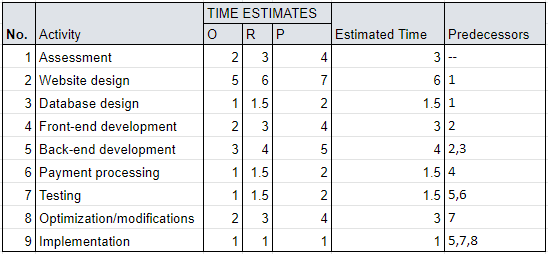 TIME ESTIMATES
No. Activity O R P Estimated Time Predecessors
1 Assessment 2 3 4 3 --
2 Website design 5 6 7 6 1
3 Database design 1 1.5 2 1.5 1
4 Front-end development 2 3 4 3 2
5 Back-end development 3 4 5 4 2,3
6 Payment processing 1 1.5 2 1.5 4
7 Testing 1 1.5 2 1.5 5,6
8 Optimization/modifications 2 3 4 3 7
9 Implementation 1 1 1 1 5,7,8